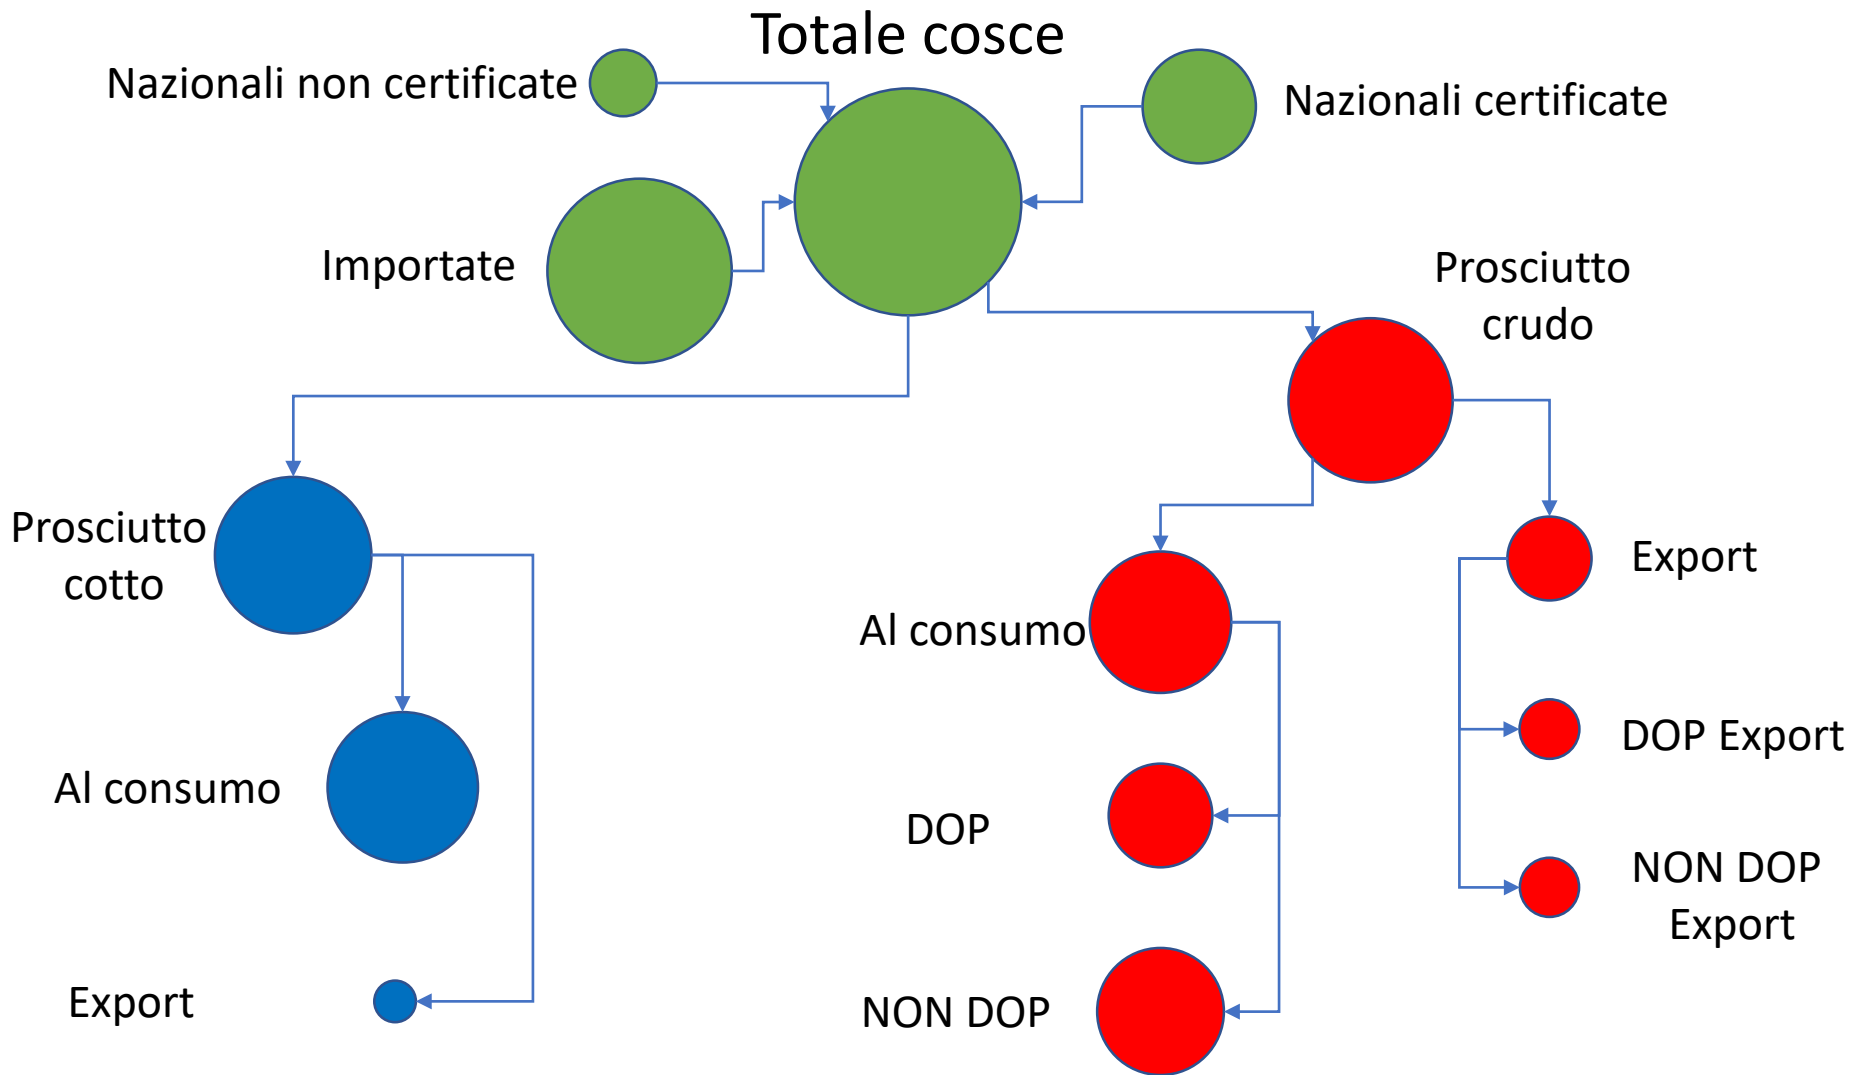 Totale cosce
Nazionali non certificate
Nazionali certificate
Importate
Prosciutto
crudo
Prosciutto
cotto
Export
Al consumo
DOP Export
Al consumo
DOP
NON DOP
Export
Export
NON DOP